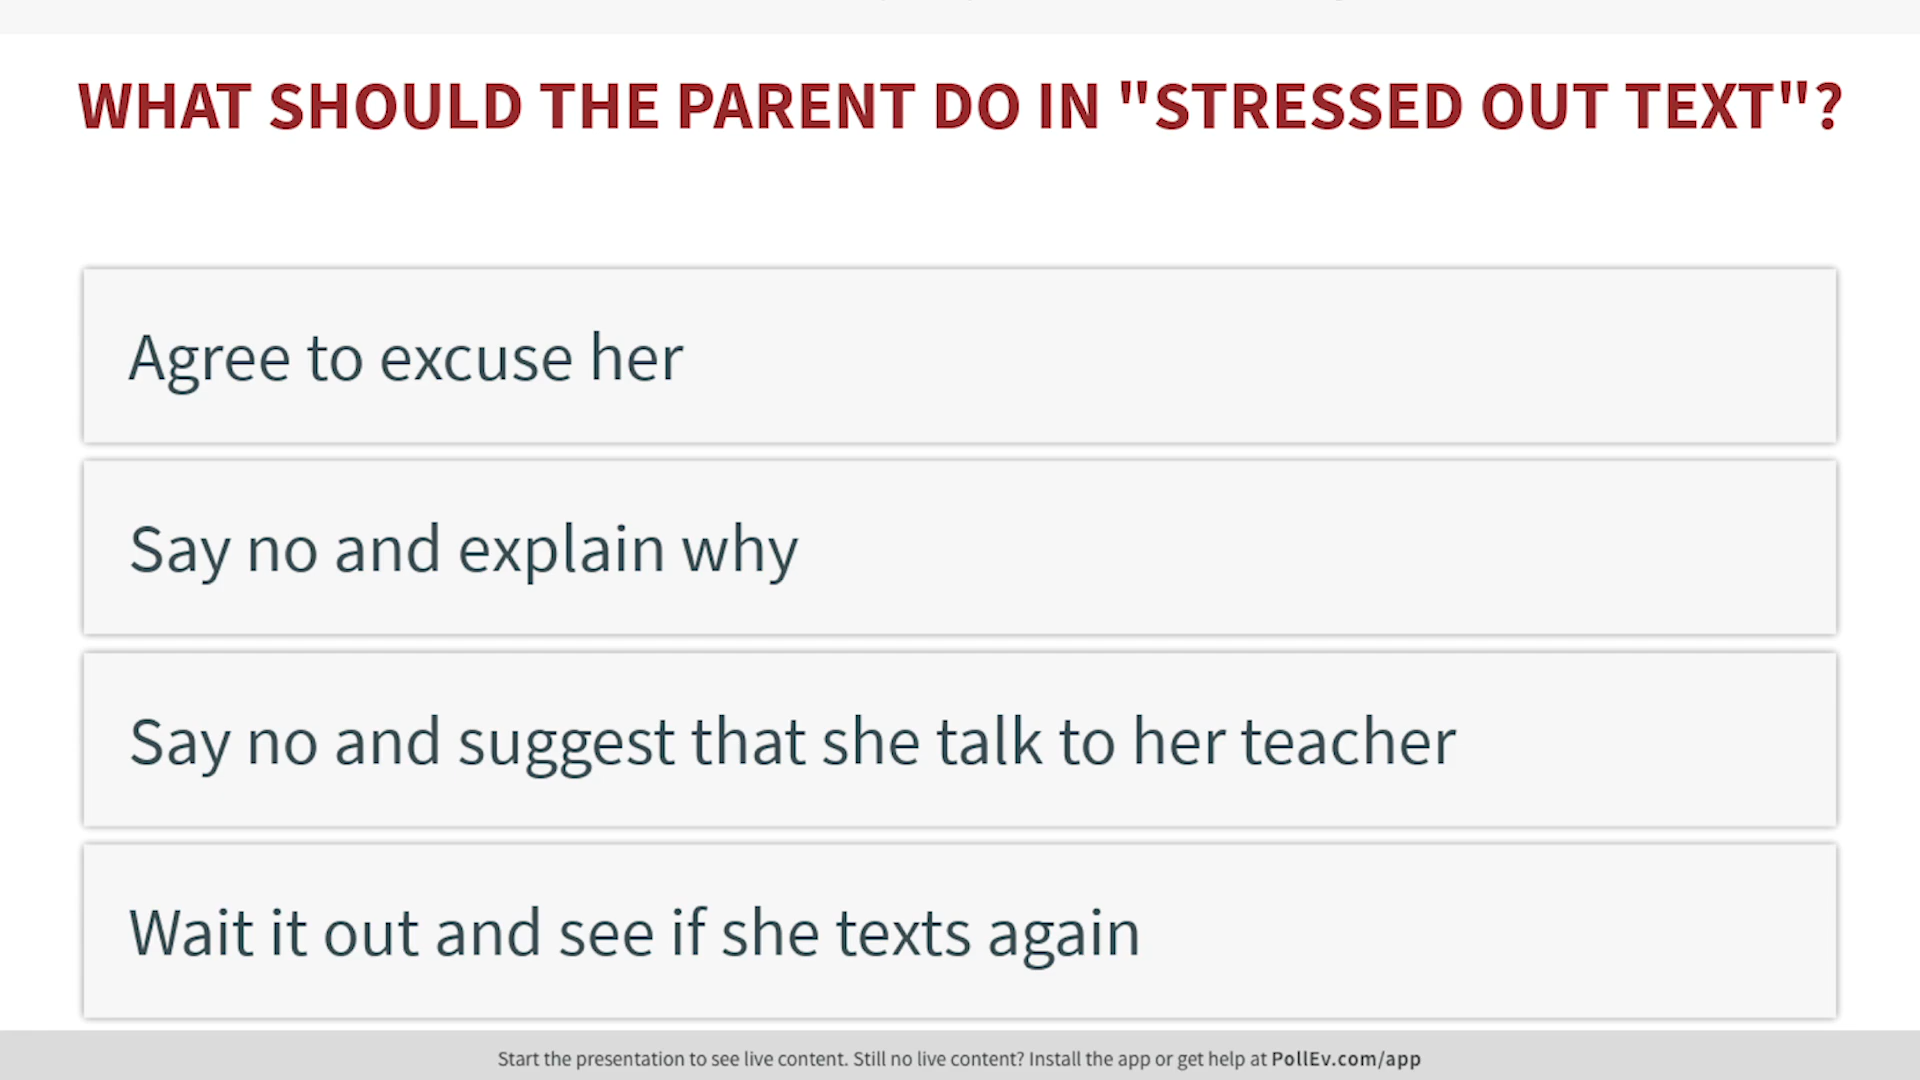 WHAT SHOULD THE PARENT DO IN "STRESSED OUT TEXT"?
Agree to excuse her
Say no and explain why
Say no and suggest that she talk to her teacher
Wait it out and see if she texts again
Start the presentation to see live content. Still no live content? Install the app or get help at PollEv.com/app